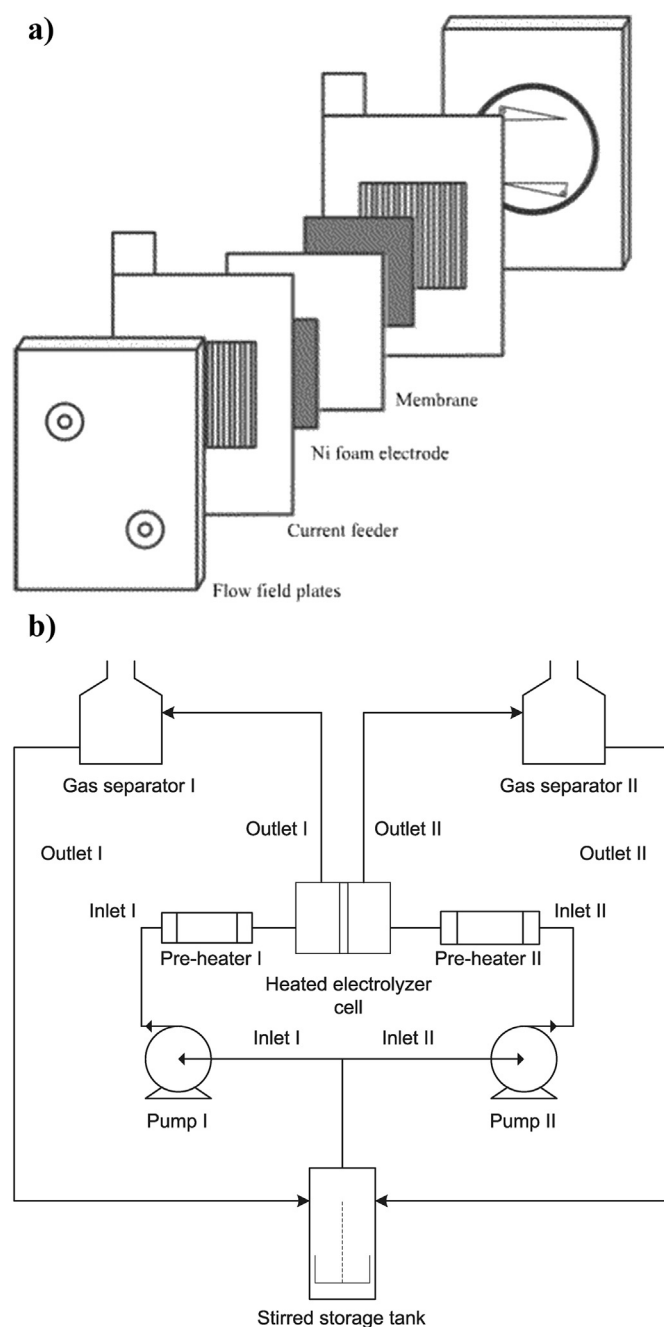 a)
Membrane
Ni foam electrode
Current feeder
Flow field plates
b)
Gas separator I
Gas separator II
Outlet I
Outlet II
Outlet I
Outlet II
Inlet I
Inlet II
Pre-heater I
Pre-heater II
Heated electrolyzer
cell
Inlet I
Inlet II
Pump I
Pump II
Stirred storage tank